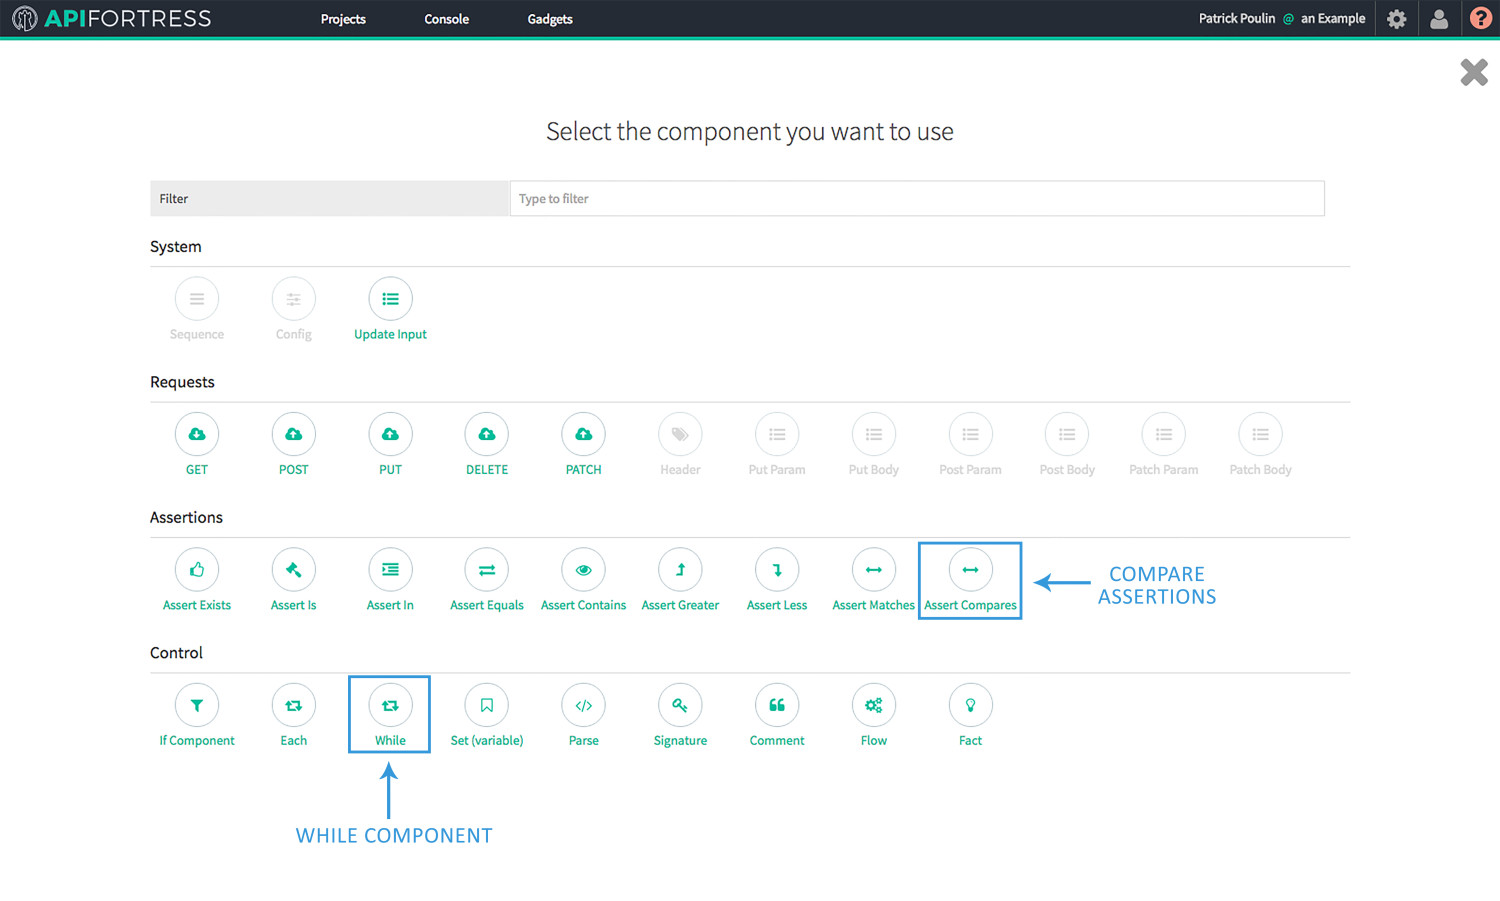 APIFORTRESS Projects Console Gadgets Patrick Poulin @ an Example ?
Select the component you want to use
Filter Type to filter
System
Sequence Config Update Input
Requests
GET POST PUT DELETE PATCH Header Put Param Put Body Post Param Post Body Patch Param Patch Body
Assertions
Assert Exists Assert Is Assert In Assert Equals Assert Contains Assert Greater Assert Less Assert Matches Assert Compares
COMPARE
ASSERTIONS
Control
If Component Each While Set (variable) Parse Signature Comment Flow Fact
WHILE COMPONENT